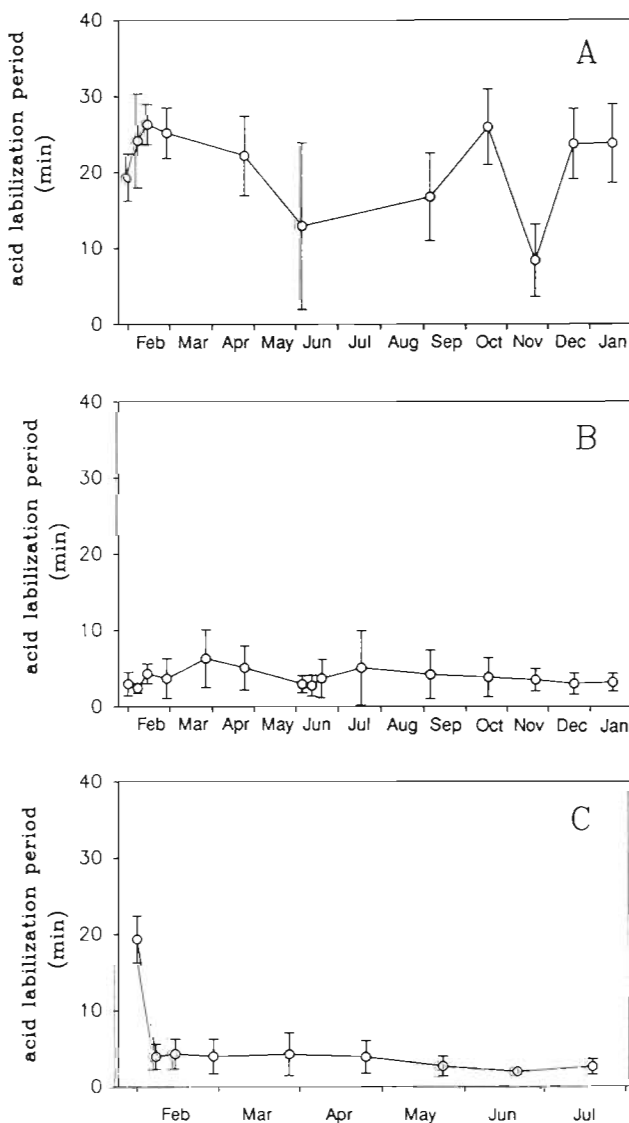 A
acid labilization period
(min)
40
30
20
10
0
Feb Mar Apr May Jun Jul Aug Sep Oct Nov Dec Jan
B
acid labilization period
(min)
40
30
20
10
0
Feb Mar Apr May Jun Jul Aug Sep Oct Nov Dec Jan
C
acid labilization period
(min)
40
30
20
10
0
Feb Mar Apr May Jun Jul